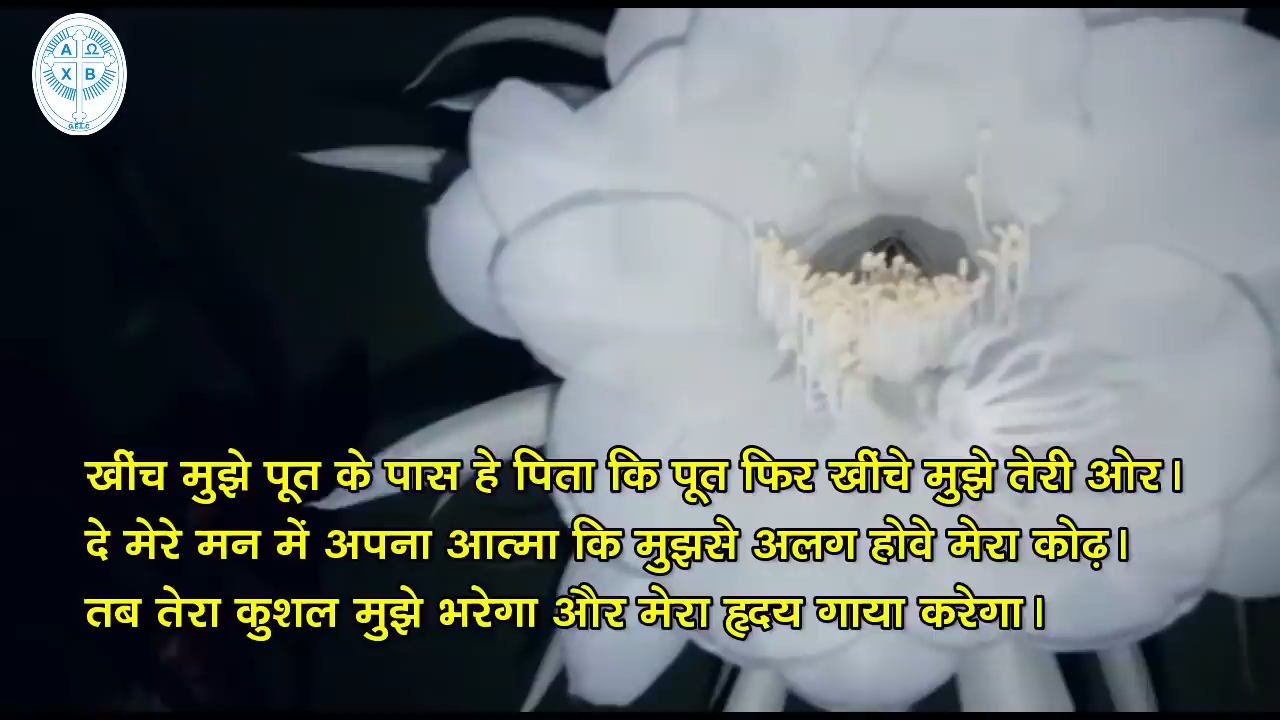 Α Ω
Χ Β
G.E.L.C
खींच मुझे पूत के पास हे पिता कि पूत फिर खींचे मुझे तेरी ओर।
दे मेरे मन में अपना आत्मा कि मुझसे अलग होवे मेरा कोढ़।
तब तेरा कुशल मुझे भरेगा और मेरा हृदय गाया करेगा।